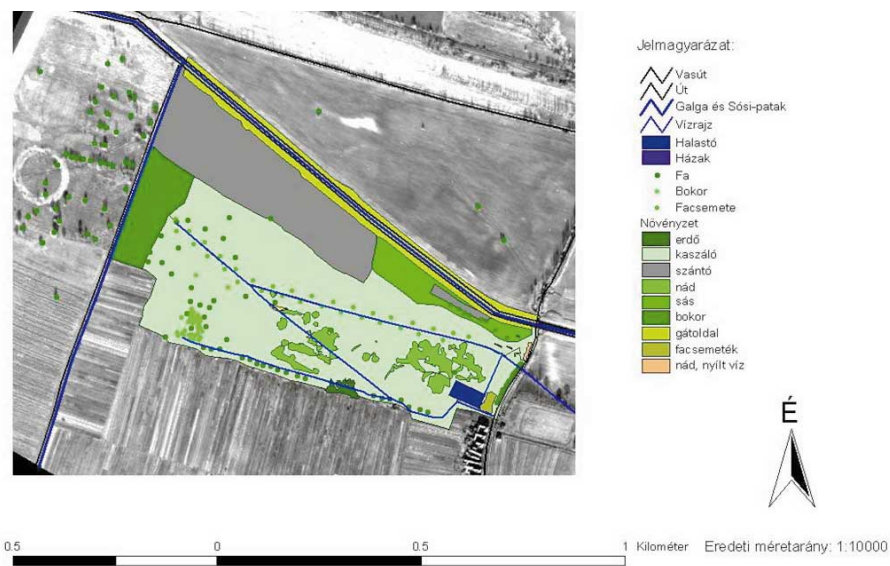 Jelmagyarázat:
Vasút
Út
Galga és Sósi-patak
Vízrajz
Halastó
Házak
Fa
Bokor
Facsemete
Növényzet
erdő
kaszáló
szántó
nád
sás
bokor
gátoldal
facsemeték
nád, nyílt víz
É
0.5 0 0.5 1 Kilométer Eredeti méretarány: 1:10000